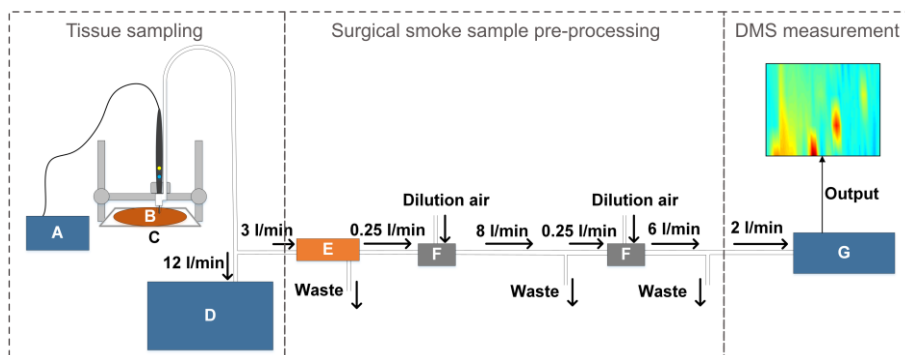 Tissue sampling
Surgical smoke sample pre-processing
DMS measurement
Dilution air
Dilution air
Output
A
B
C
3 l/min
E
0.25 l/min
F
8 l/min
0.25 l/min
F
6 l/min
2 l/min
G
12 l/min
D
Waste
Waste
Waste